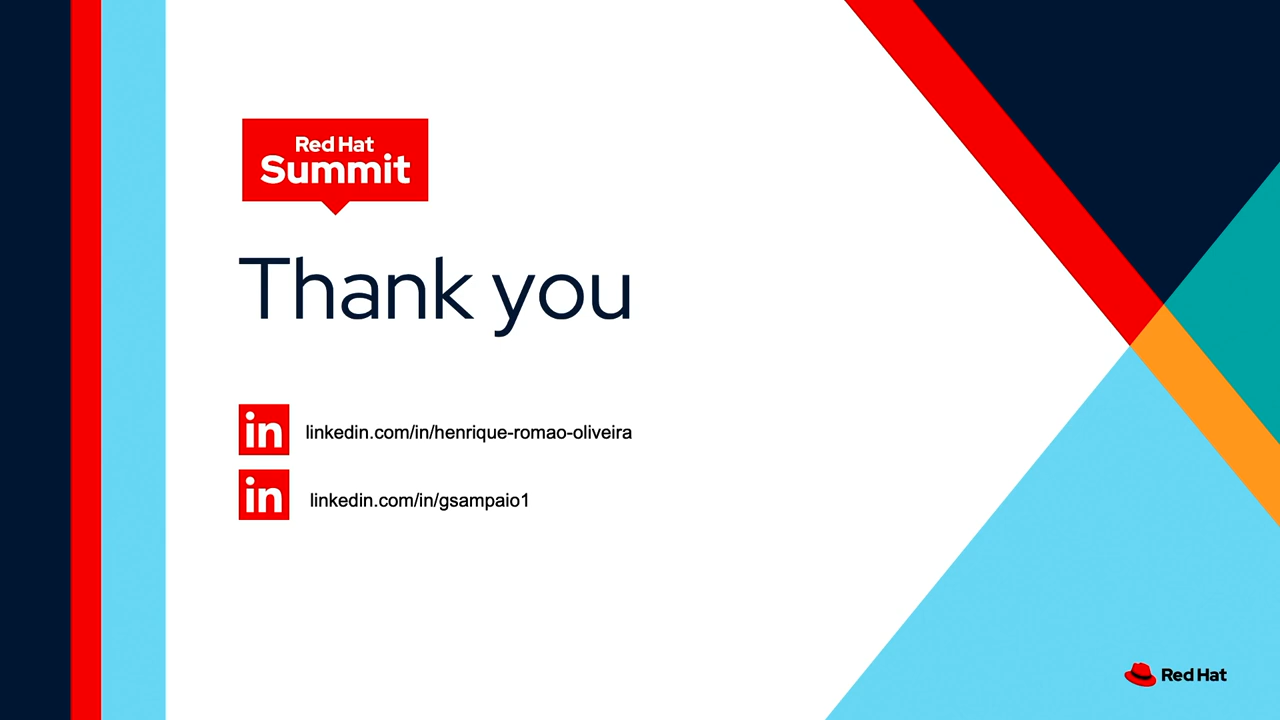 Red Hat
Summit
Thank you
in linkedin.com/in/henrique-romao-oliveira
in linkedin.com/in/gsampaio1
Red Hat